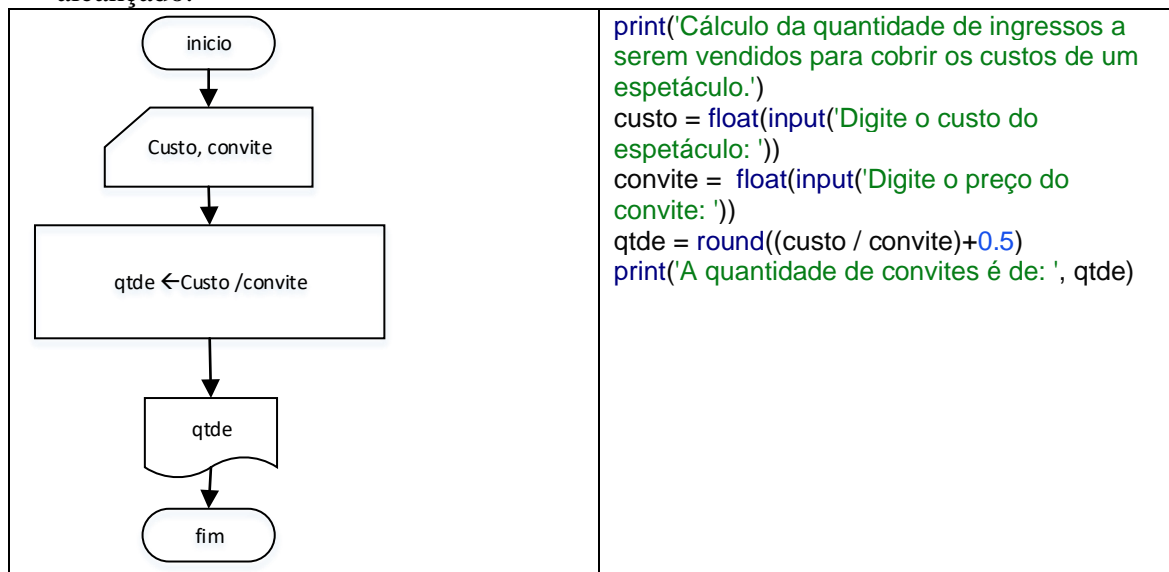 inicio
Custo, convite
qtde ←Custo /convite
qtde
fim
print('Cálculo da quantidade de ingressos a
serem vendidos para cobrir os custos de um
espetáculo.')
custo = float(input('Digite o custo do
espetáculo: '))
convite = float(input('Digite o preço do
convite: '))
qtde = round((custo / convite)+0.5)
print('A quantidade de convites é de: ', qtde)